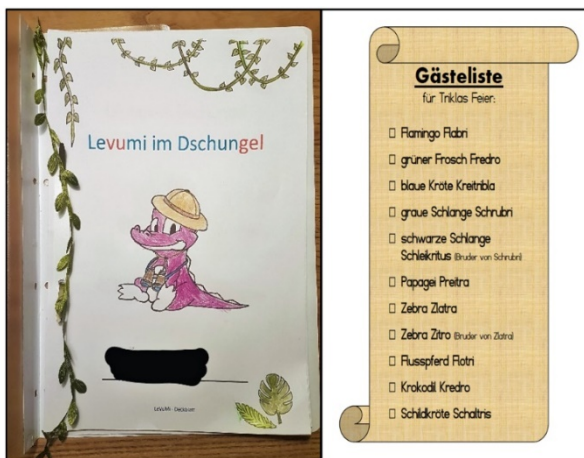 Levumi im Dschungel
Gästeliste
für Triklas Feier:
☐ Flamingo Flabri
☐ grüner Frosch Fredro
☐ blaue Kröte Kreitribla
☐ graue Schlange Schrubri
☐ schwarze Schlange
Schleikritus (Bruder von Schrubri)
☐ Papagei Preitra
☐ Zebra Zlatra
☐ Zebra Zitro (Bruder von Zlatra)
☐ Flusspferd Flotri
☐ Krokodil Kredro
☐ Schildkröte Schaltris